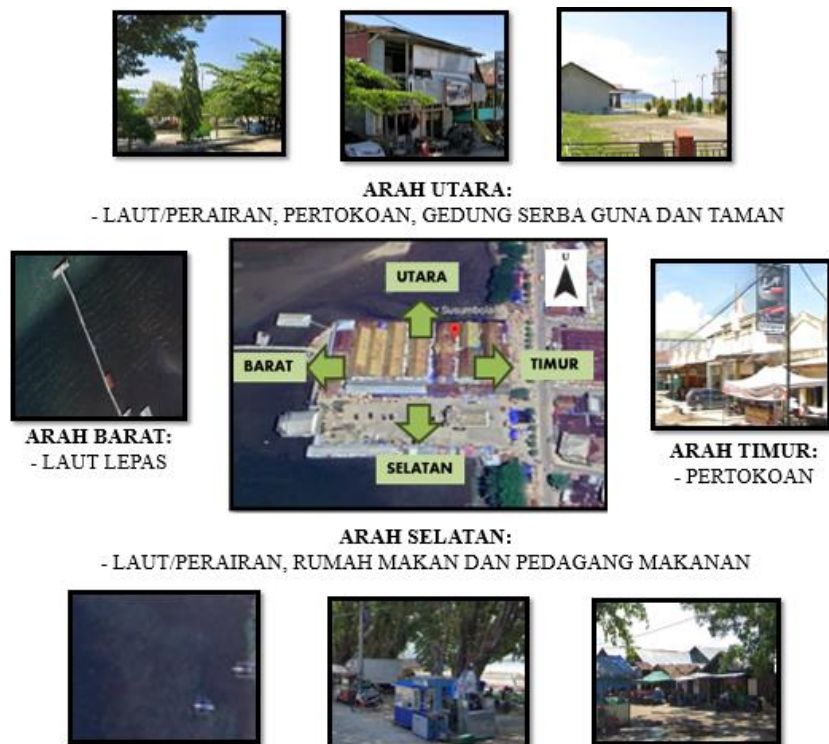 ARAH UTARA:
- LAUT/PERAIRAN, PERTOKOAN, GEDUNG SERBA GUNA DAN TAMAN
U
UTARA
Susumbolo
BARAT
TIMUR
SELATAN
ARAH BARAT:
- LAUT LEPAS
ARAH TIMUR:
- PERTOKOAN
ARAH SELATAN:
- LAUT/PERAIRAN, RUMAH MAKAN DAN PEDAGANG MAKANAN